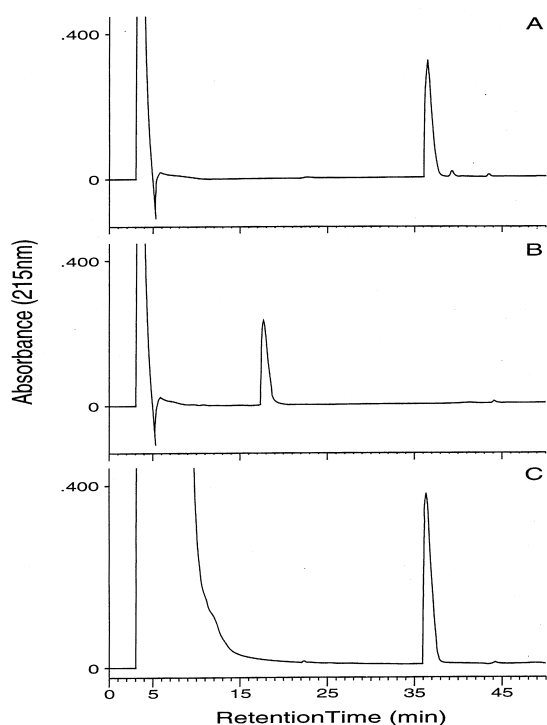 A
.400
0
B
.400
0
C
.400
0
0 5 15 25 35 45
Absorbance (215nm)
RetentionTime (min)